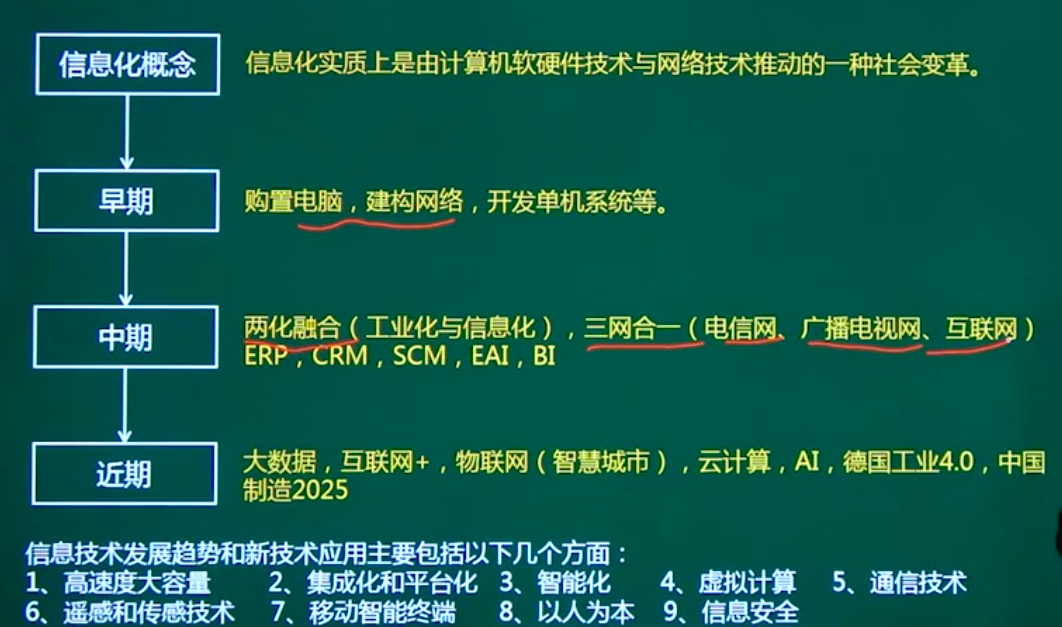 信息化概念
信息化实质上是由计算机软硬件技术与网络技术推动的一种社会变革。
早期
购置电脑，建构网络，开发单机系统等。
中期
两化融合（工业化与信息化），三网合一（电信网、广播电视网、互联网）
ERP，CRM，SCM，EAI，BI
近期
大数据，互联网+，物联网（智慧城市），云计算，AI，德国工业4.0，中国
制造2025
信息技术发展趋势和新技术应用主要包括以下几个方面：
1、高速度大容量 2、集成化和平台化 3、智能化 4、虚拟计算 5、通信技术
6、遥感和传感技术 7、移动智能终端 8、以人为本 9、信息安全